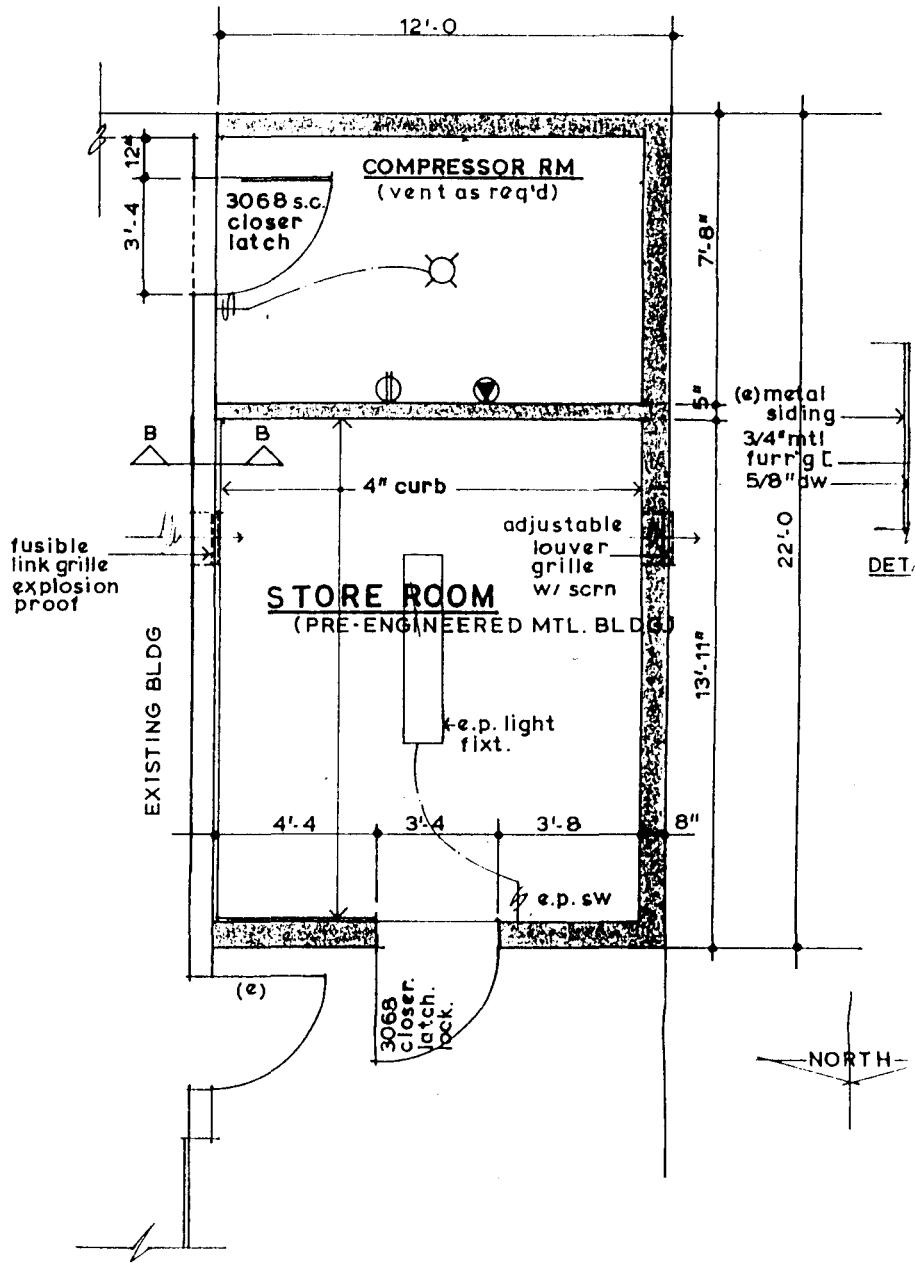 12'-0
12"
COMPRESSOR RM
(vent as req'd)
3068 s.c.
closer
latch
3'-4
7'-8"
5"
(e) metal
siding
3/4" mtl
furr'g [
5/8" dw
B B
4" curb
fusible
link grille
explosion
proof
adjustable
louver
grille
w/ scrn
22'-0
DETA
STORE ROOM
(PRE-ENGINEERED MTL. BLDG)
13'-11"
EXISTING BLDG
e.p. light
fixt.
4'-4 3'-4 3'-8 8"
e.p. sw
(e)
3068
closer.
latch.
lock.
NORTH